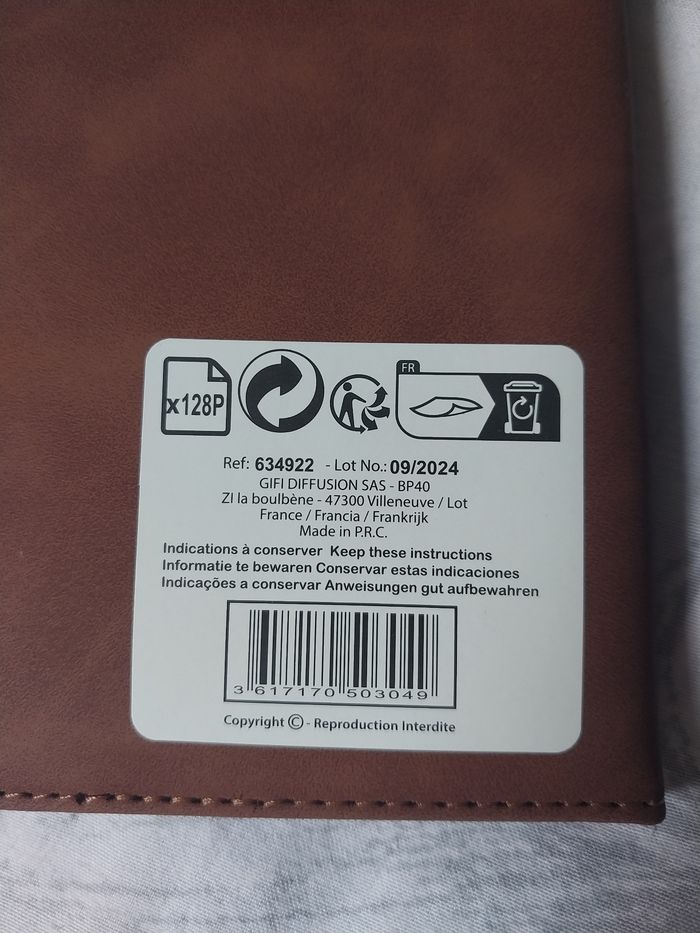 x128P
FR
Ref: 634922 - Lot No.: 09/2024
GIFI DIFFUSION SAS - BP40
ZI la boulbène - 47300 Villeneuve / Lot
France / Francia / Frankrijk
Made in P.R.C.
Indications à conserver Keep these instructions
Informatie te bewaren Conservar estas indicaciones
Indicações a conservar Anweisungen gut aufbewahren
3 617170 503049
Copyright © - Reproduction Interdite